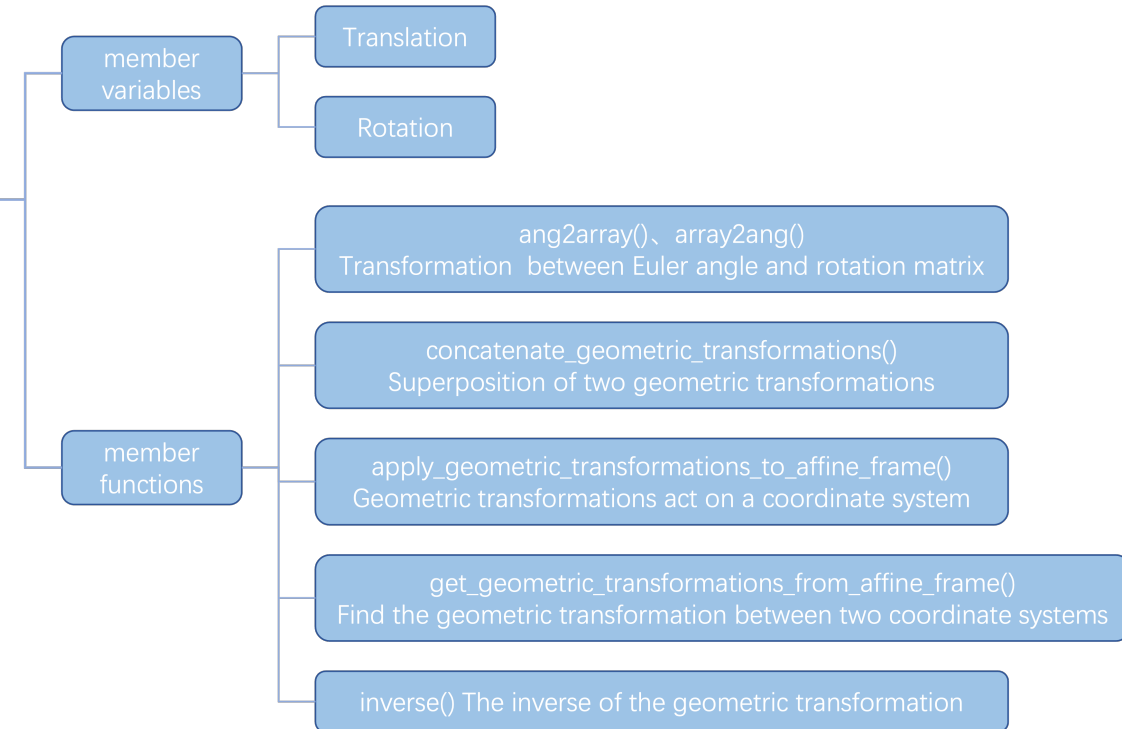 member
variables
Translation
Rotation
member
functions
ang2array()、array2ang()
Transformation  between Euler angle and rotation matrix
concatenate_geometric_transformations()
Superposition of two geometric transformations
apply_geometric_transformations_to_affine_frame()
Geometric transformations act on a coordinate system
get_geometric_transformations_from_affine_frame()
Find the geometric transformation between two coordinate systems
inverse() The inverse of the geometric transformation